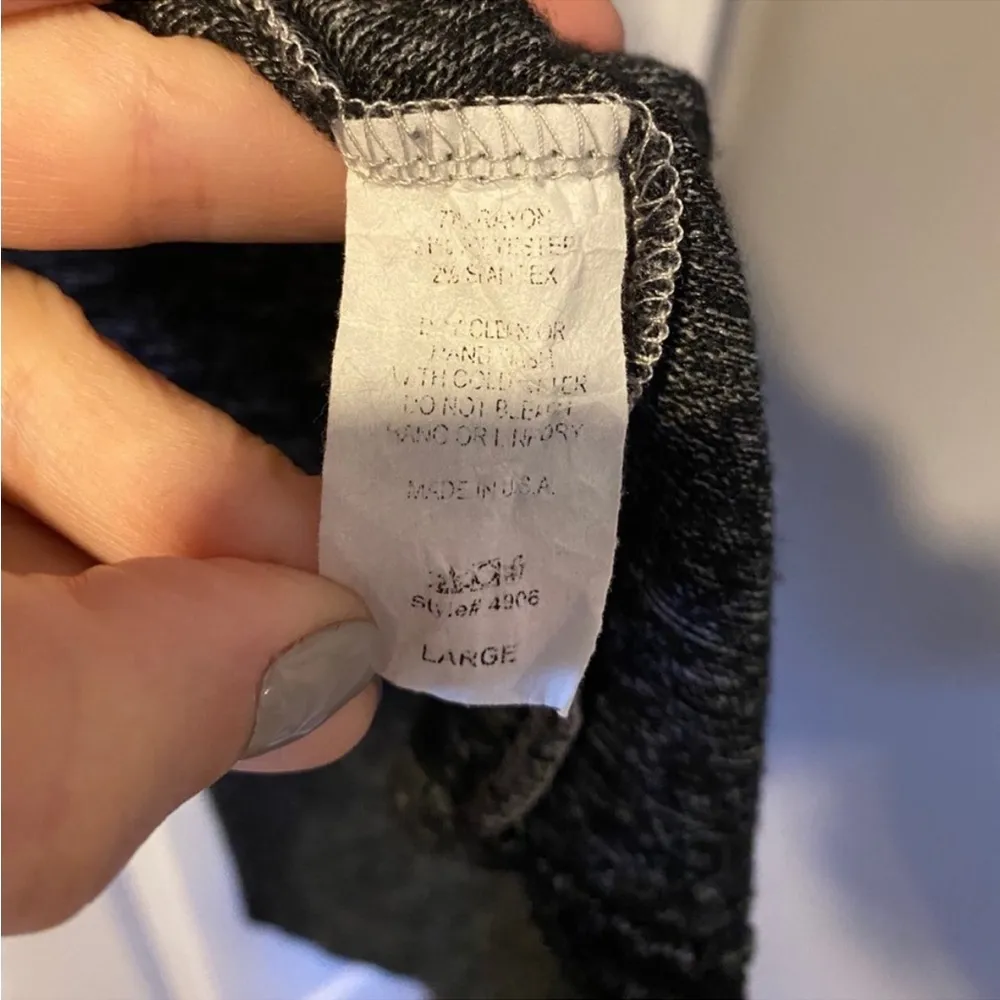 RAYON
POLYESTER
2% SPANTEX
DRY CLEAN OR
HAND WASH
WITH COLD WATER
DO NOT BLEACH
HANG OR LINE DRY
MADE IN U.S.A.
Style# 4906
LARGE